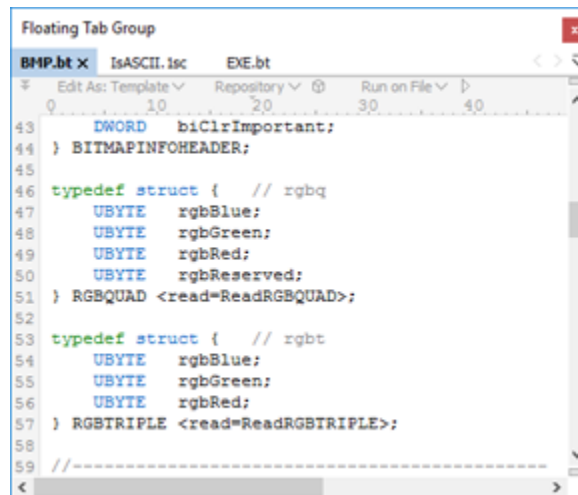 Floating Tab Group
BMP.bt × IsASCII.1sc EXE.bt
Edit As: Template Repository Run on File
0 10 20 30 40
43 DWORD biClrImportant;
44 } BITMAPINFOHEADER;
45
46 typedef struct { // rgbq
47 UBYTE rgbBlue;
48 UBYTE rgbGreen;
49 UBYTE rgbRed;
50 UBYTE rgbReserved;
51 } RGBQUAD <read=ReadRGBQUAD>;
52
53 typedef struct { // rgbt
54 UBYTE rgbBlue;
55 UBYTE rgbGreen;
56 UBYTE rgbRed;
57 } RGBTRIPLE <read=ReadRGBTRIPLE>;
58
59 //--------------------------------------------